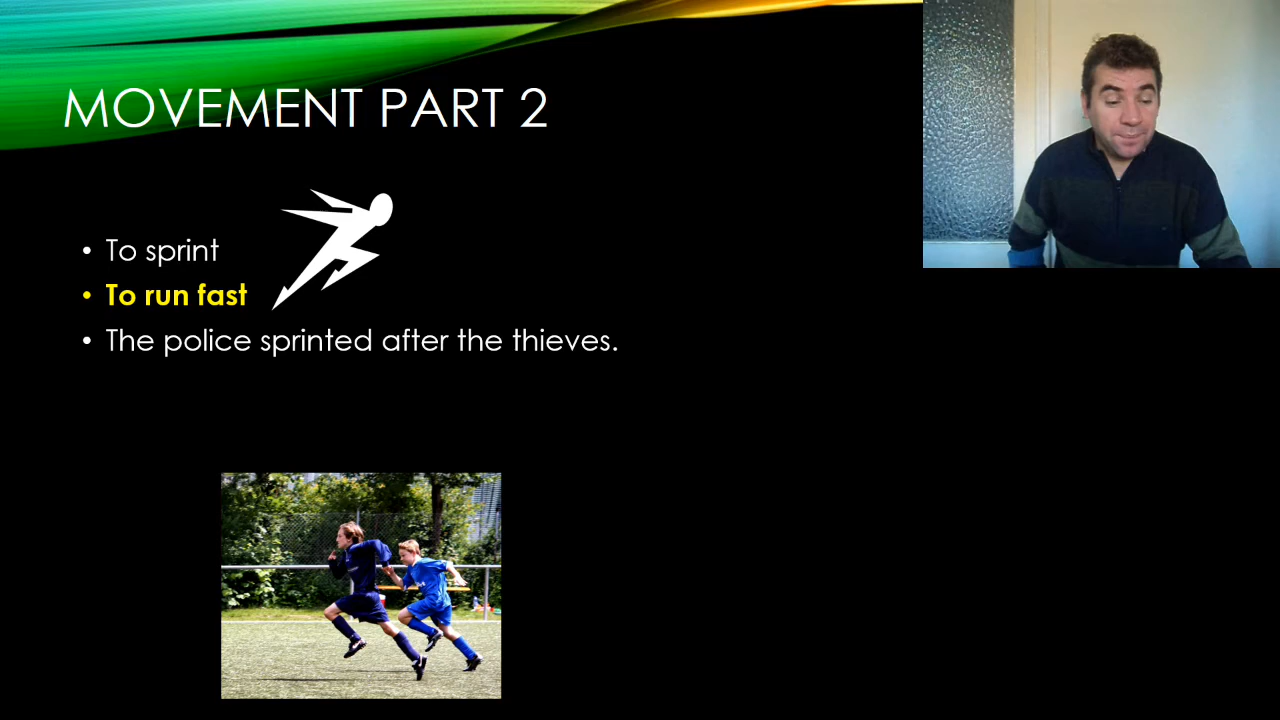 MOVEMENT PART 2
• To sprint
• To run fast
• The police sprinted after the thieves.